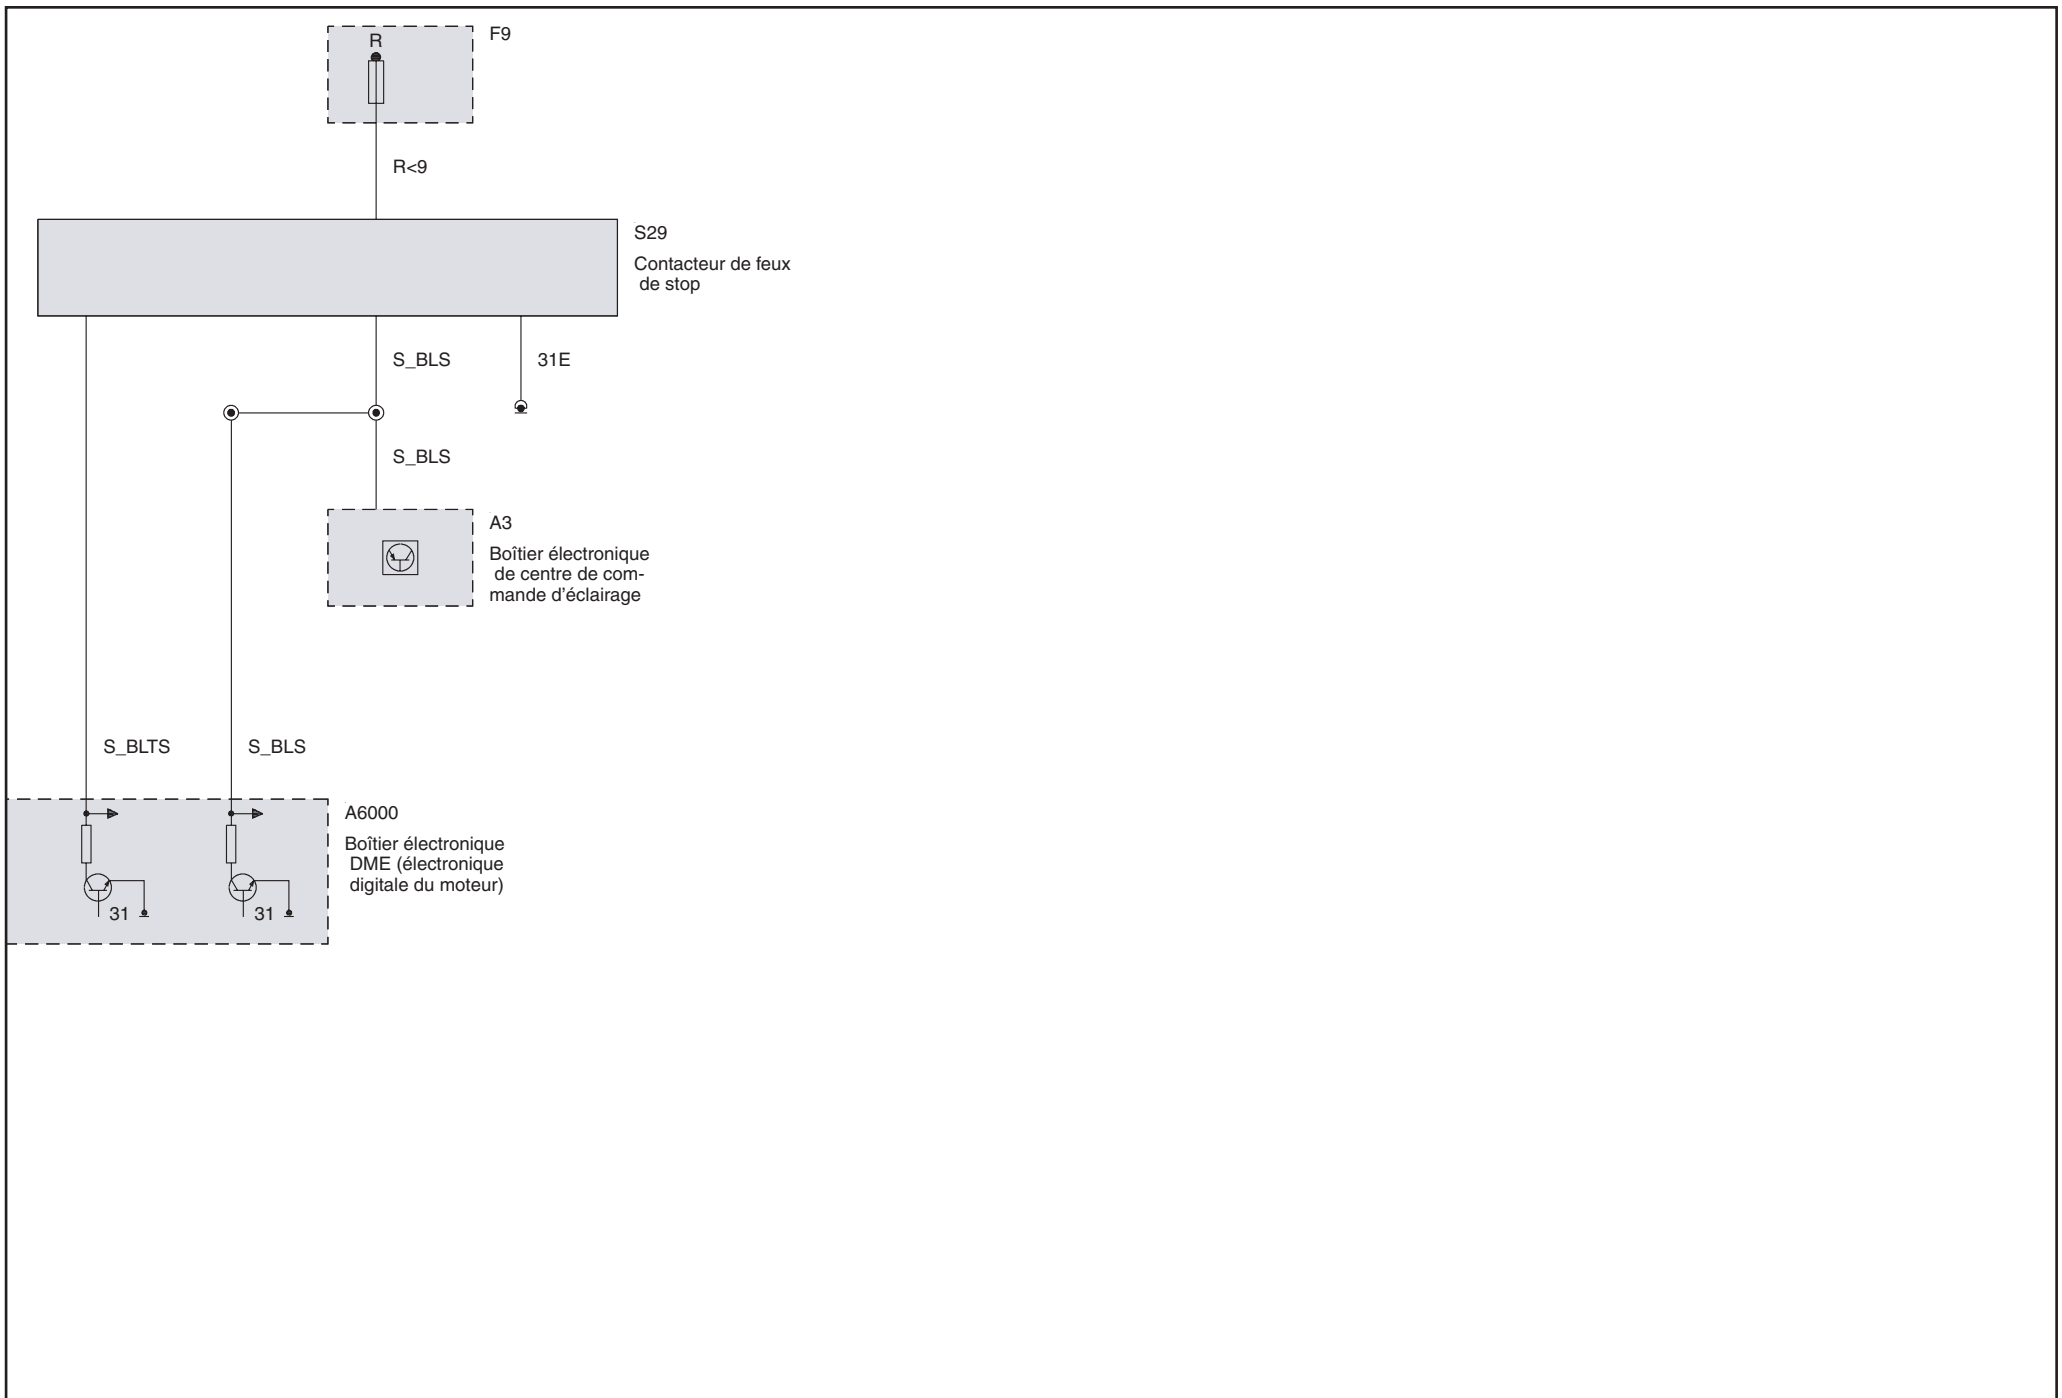 R
F9
R<9
S29
Contacteur de feux
de stop
S_BLS
31E
S_BLS
A3
Boîtier électronique
de centre de com-
mande d'éclairage
S_BLTS
S_BLS
A6000
Boîtier électronique
DME (électronique
digitale du moteur)
31
31